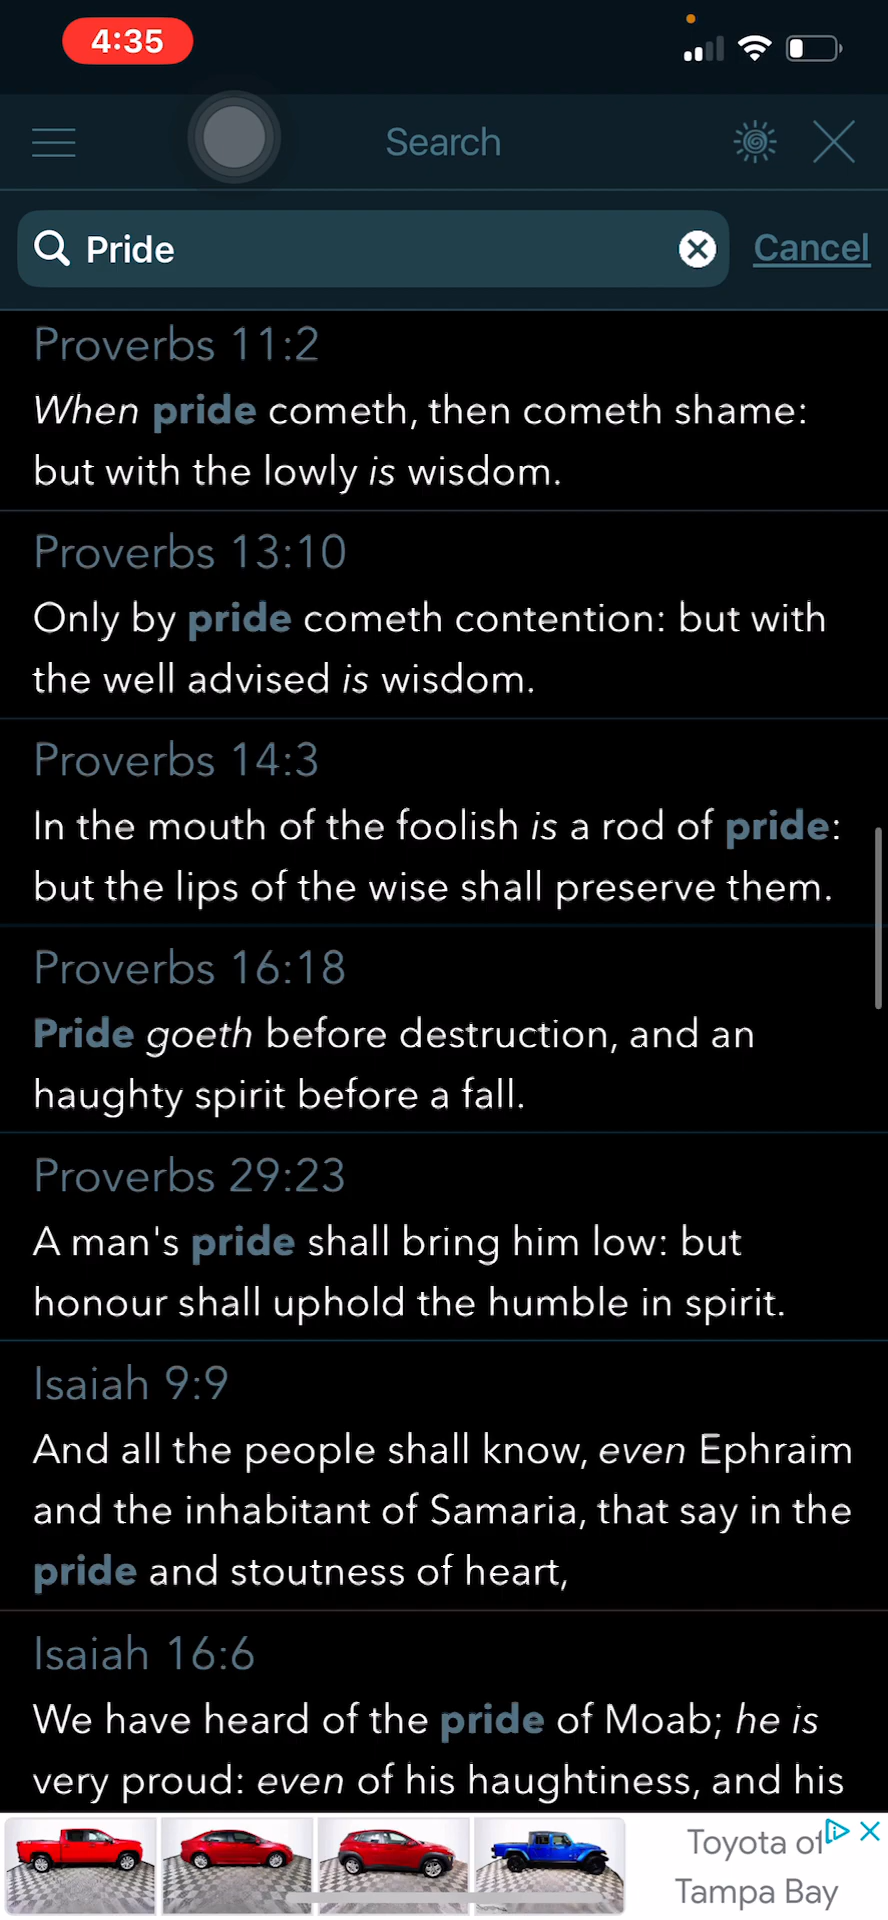 4:35
Search
Pride
Cancel
Proverbs 11:2
When pride cometh, then cometh shame:
but with the lowly is wisdom.
Proverbs 13:10
Only by pride cometh contention: but with
the well advised is wisdom.
Proverbs 14:3
In the mouth of the foolish is a rod of pride:
but the lips of the wise shall preserve them.
Proverbs 16:18
Pride goeth before destruction, and an
haughty spirit before a fall.
Proverbs 29:23
A man's pride shall bring him low: but
honour shall uphold the humble in spirit.
Isaiah 9:9
And all the people shall know, even Ephraim
and the inhabitant of Samaria, that say in the
pride and stoutness of heart,
Isaiah 16:6
We have heard of the pride of Moab; he is
very proud: even of his haughtiness, and his
Toyota of
Tampa Bay